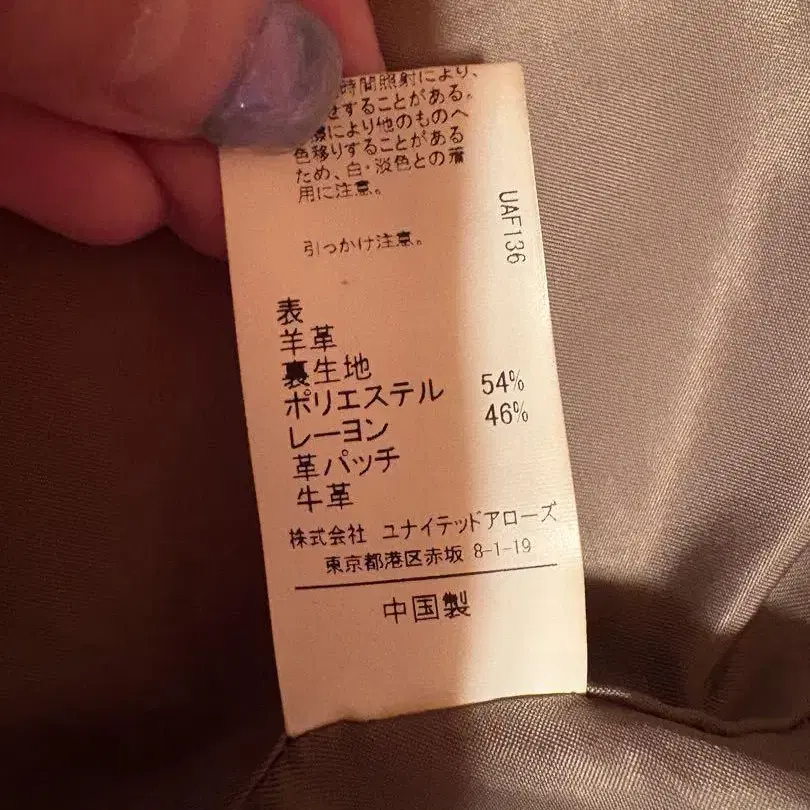 時間照射により、
せすることがある。
により他のものへ
色移りすることがある
ため、白・淡色との着
用に注意。
引っかけ注意。
UAF136
表
羊革
裏生地
ポリエステル 54%
レーヨン 46%
革パッチ
牛革
株式会社 ユナイテッドアローズ
東京都港区赤坂 8-1-19
中国製